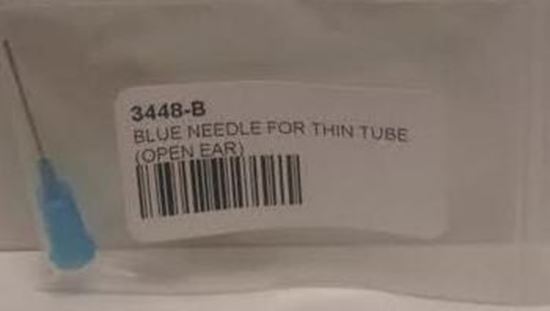 3448-B
BLUE NEEDLE FOR THIN TUBE
(OPEN EAR)